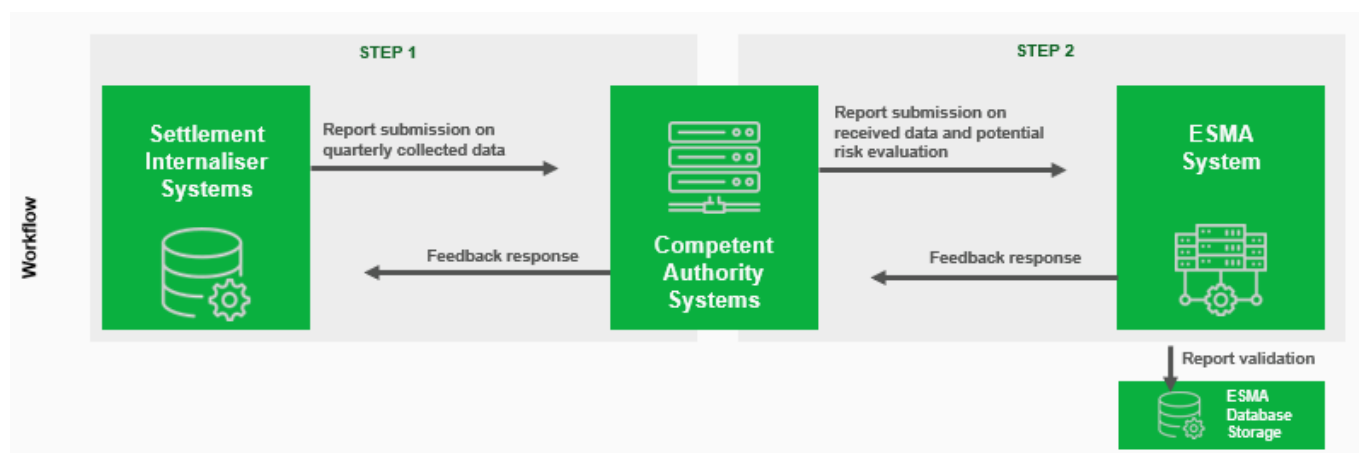 Workflow
STEP 1
Settlement
Internaliser
Systems
Report submission on
quarterly collected data
Feedback response
Competent
Authority
Systems
STEP 2
Report submission on
received data and potential
risk evaluation
Feedback response
ESMA
System
Report validation
ESMA
Database
Storage